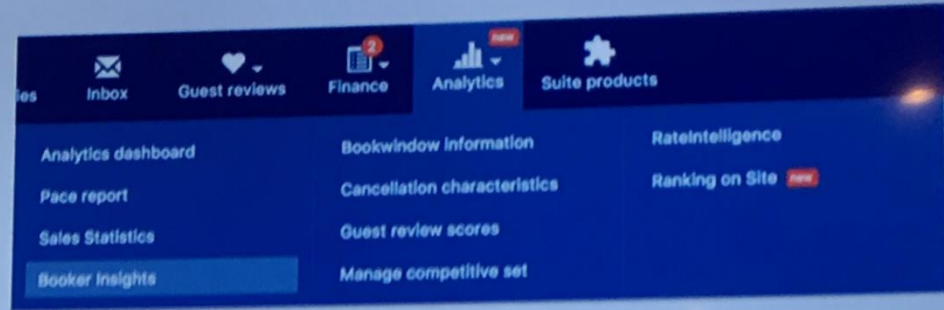 les
Inbox
Guest reviews
2
Finance
new
Analytics
Suite products
Analytics dashboard
Pace report
Sales Statistics
Booker Insights
Bookwindow information
Cancellation characteristics
Guest review scores
Manage competitive set
RateIntelligence
Ranking on Site new